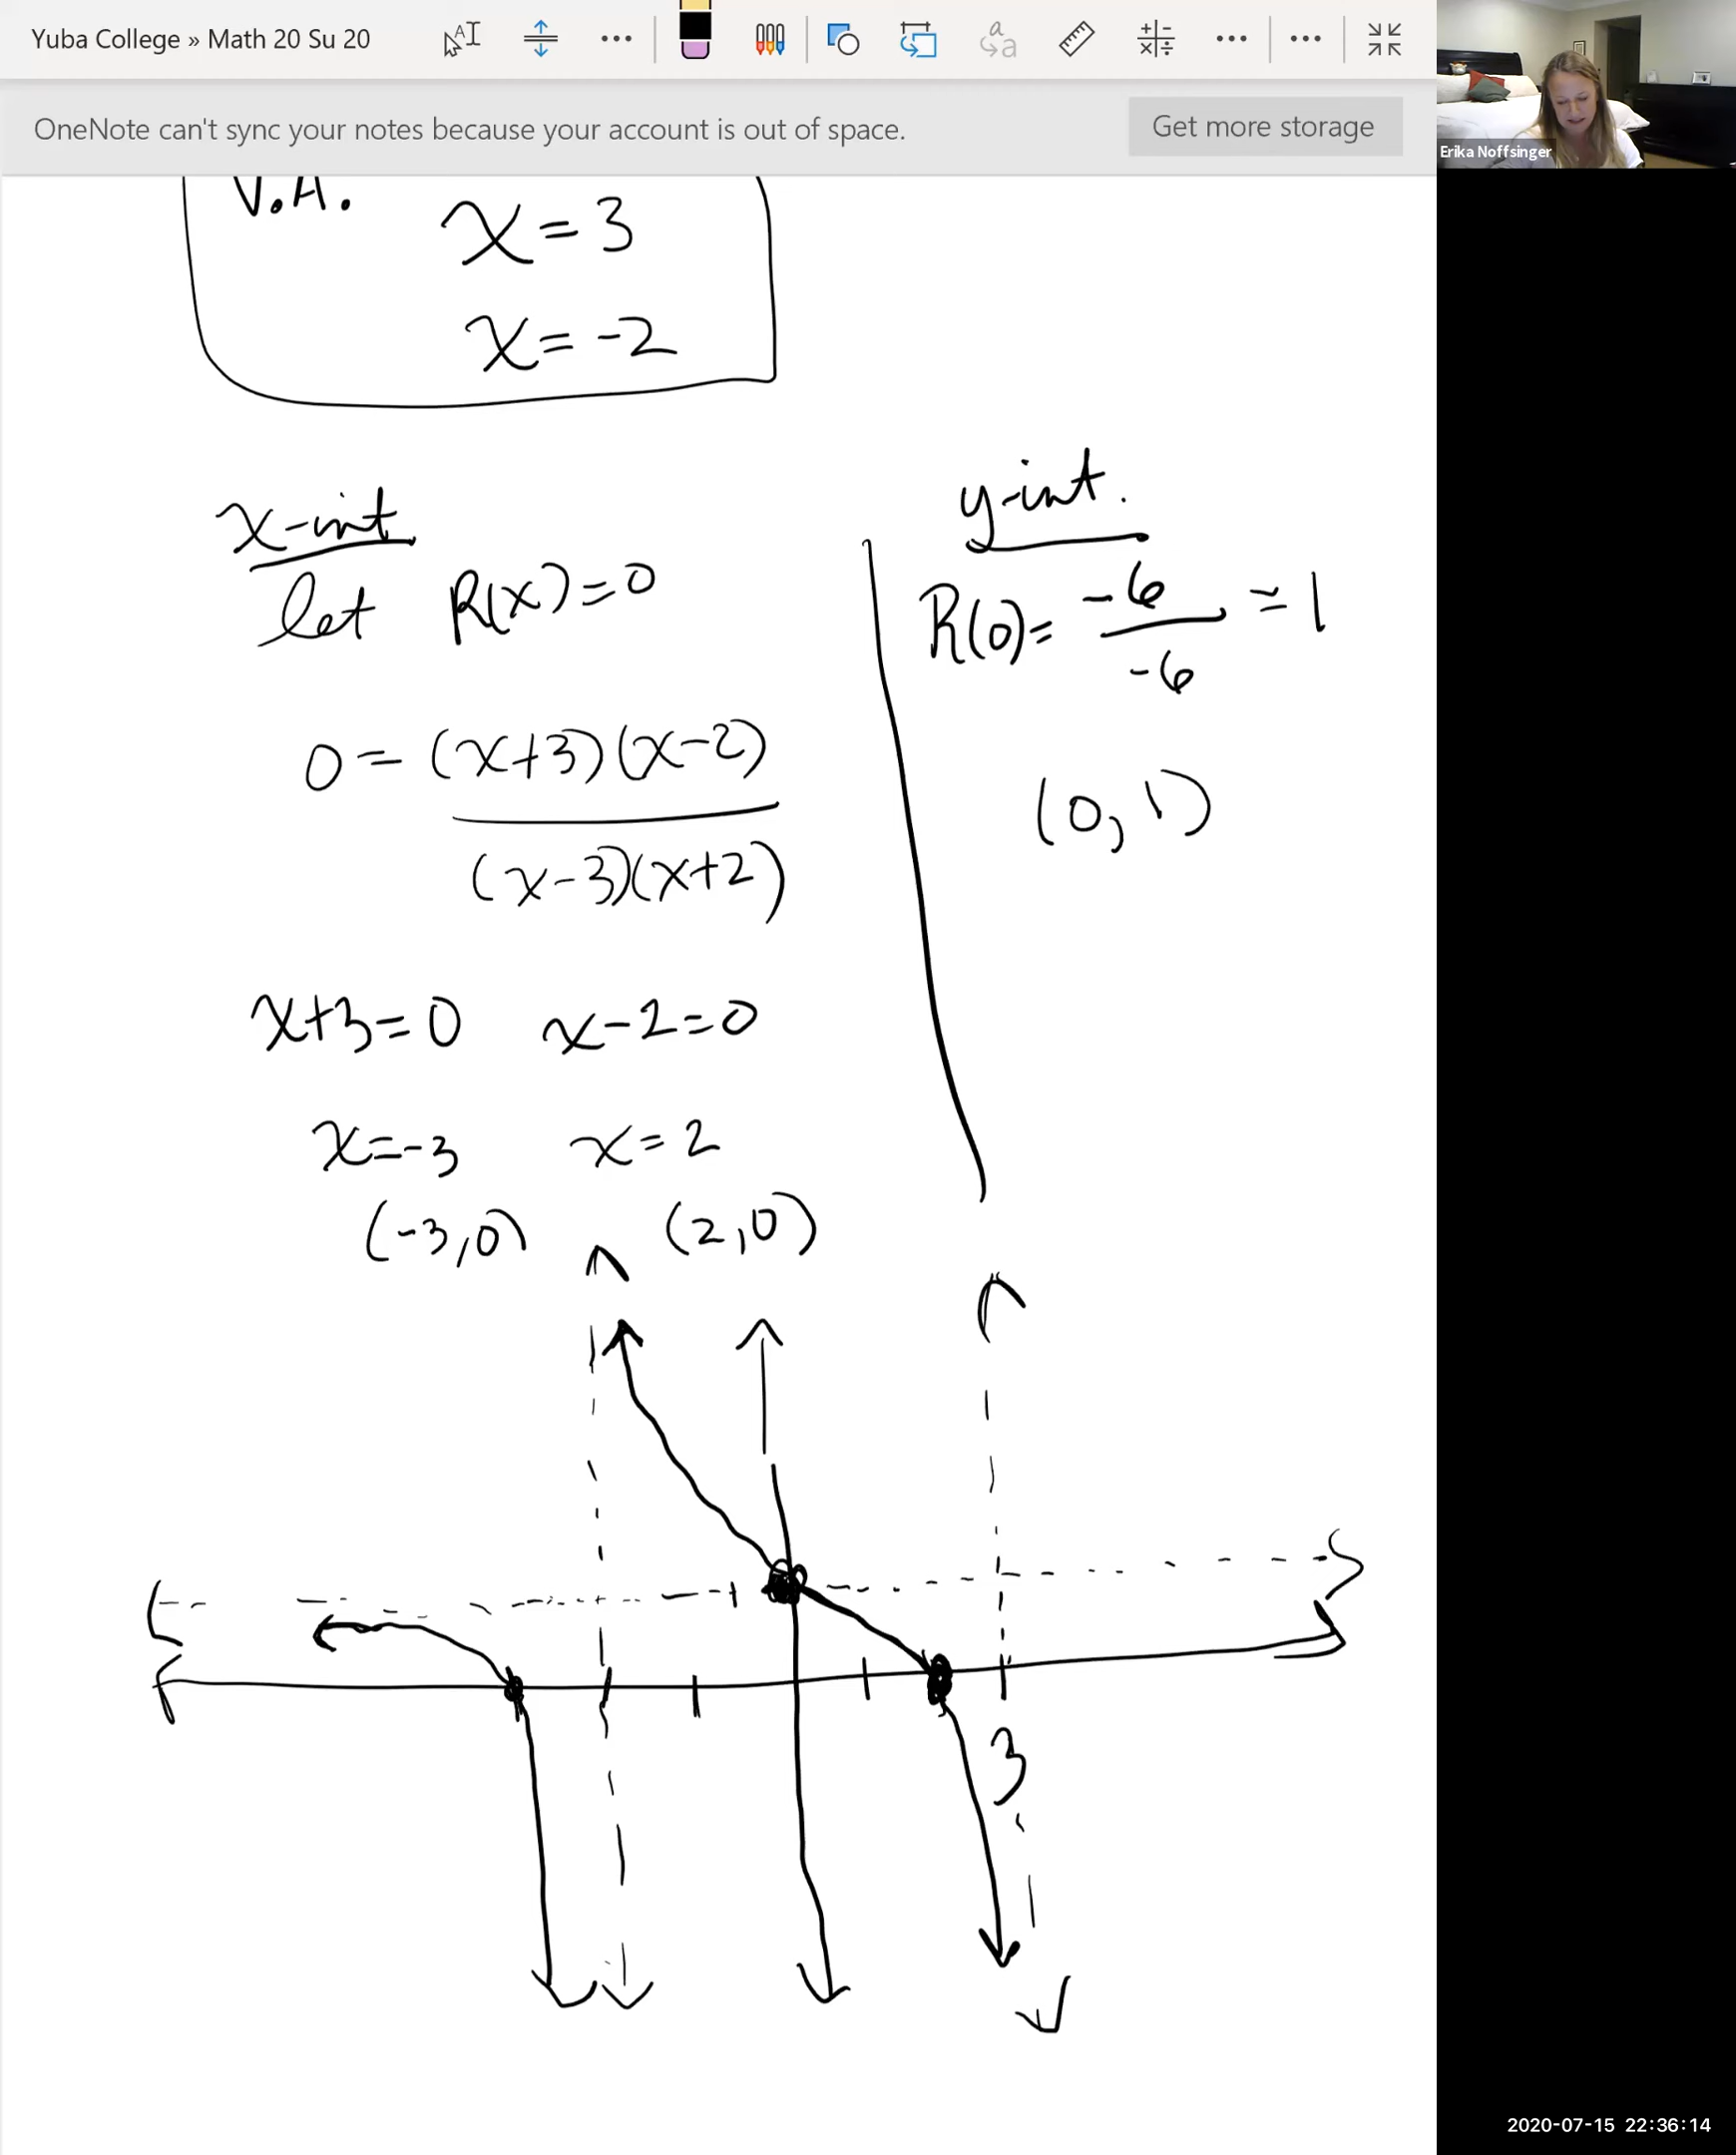 Yuba College » Math 20 Su 20
OneNote can't sync your notes because your account is out of space.
Get more storage
Erika Noffsinger
V.A.
x=3
x=-2
x-int
let R(x)=0
0=(x+3)(x-2)
(x-3)(x+2)
x+3=0 x-2=0
x=-3 x=2
(-3,0) (2,0)
y-int.
R(0)= -6 = 1
-6
(0,1)
3
2020-07-15 22:36:14